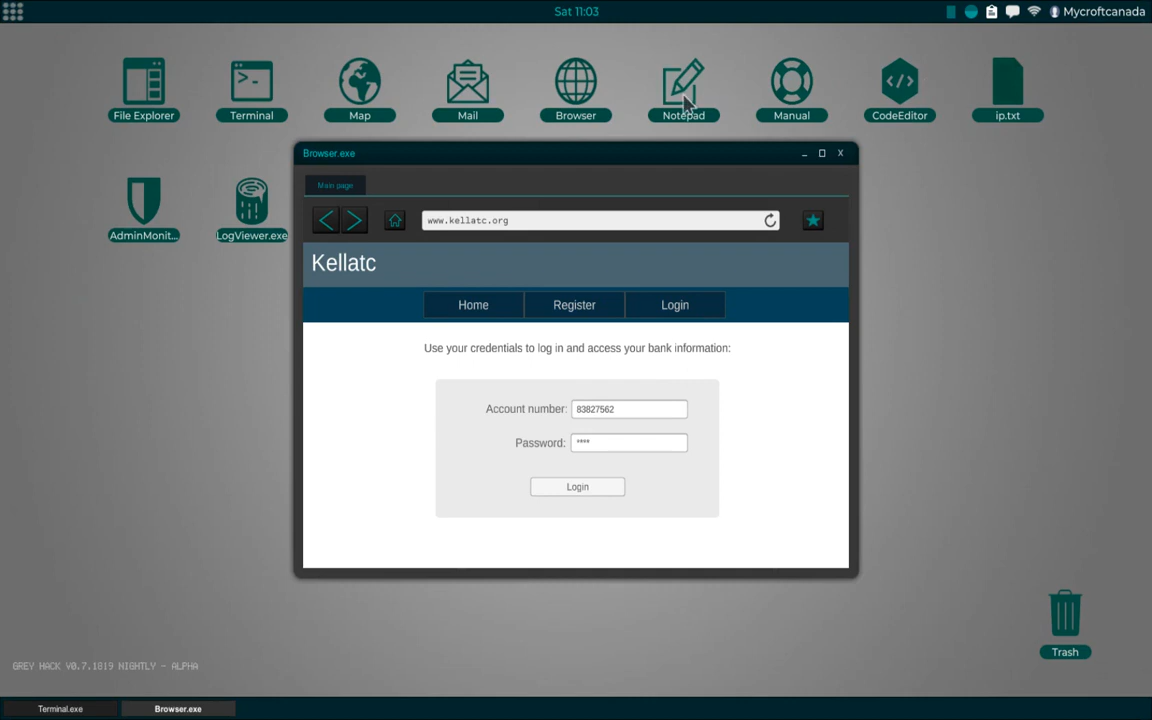 Sat 11:03
Mycroftcanada
File Explorer
Terminal
Map
Mail
Browser
Notepad
Manual
CodeEditor
ip.txt
AdminMonit...
LogViewer.exe
Browser.exe
_ X
Main page
www.kellatc.org
Kellatc
Home
Register
Login
Use your credentials to log in and access your bank information:
Account number: 83827562
Password: ****
Login
Trash
GREY HACK V0.7.1819 NIGHTLY - ALPHA
Terminal.exe
Browser.exe